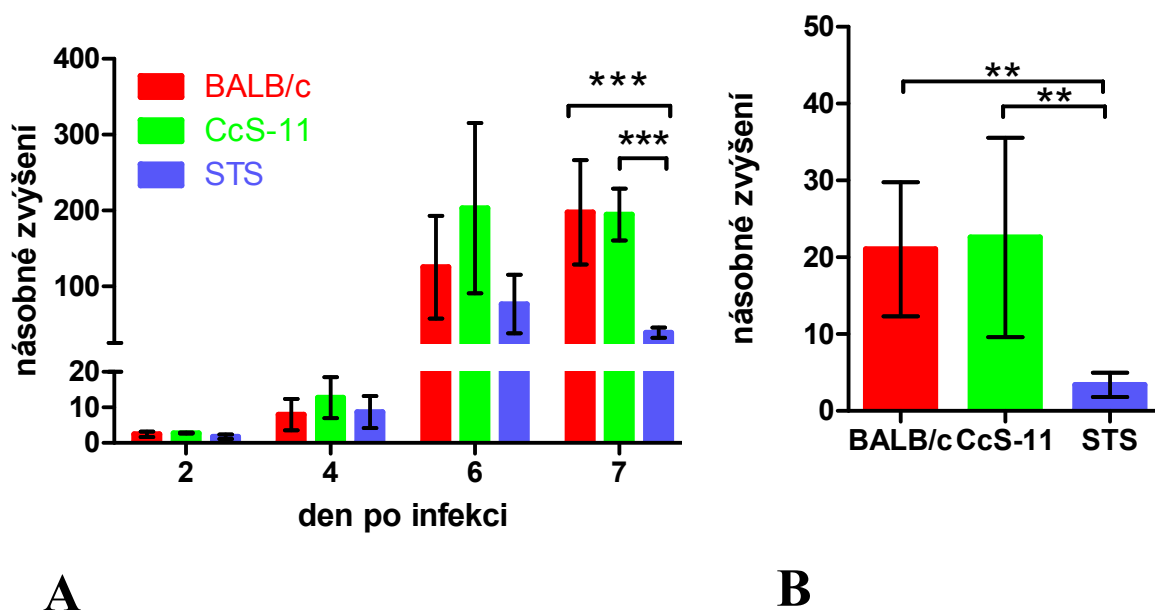 400
300
200
100
20
10
0
násobné zvýšení
BALB/c
CcS-11
STS
***
***
2 4 6 7
den po infekci
A
50
40
30
20
10
0
násobné zvýšení
**
**
BALB/c CcS-11 STS
B